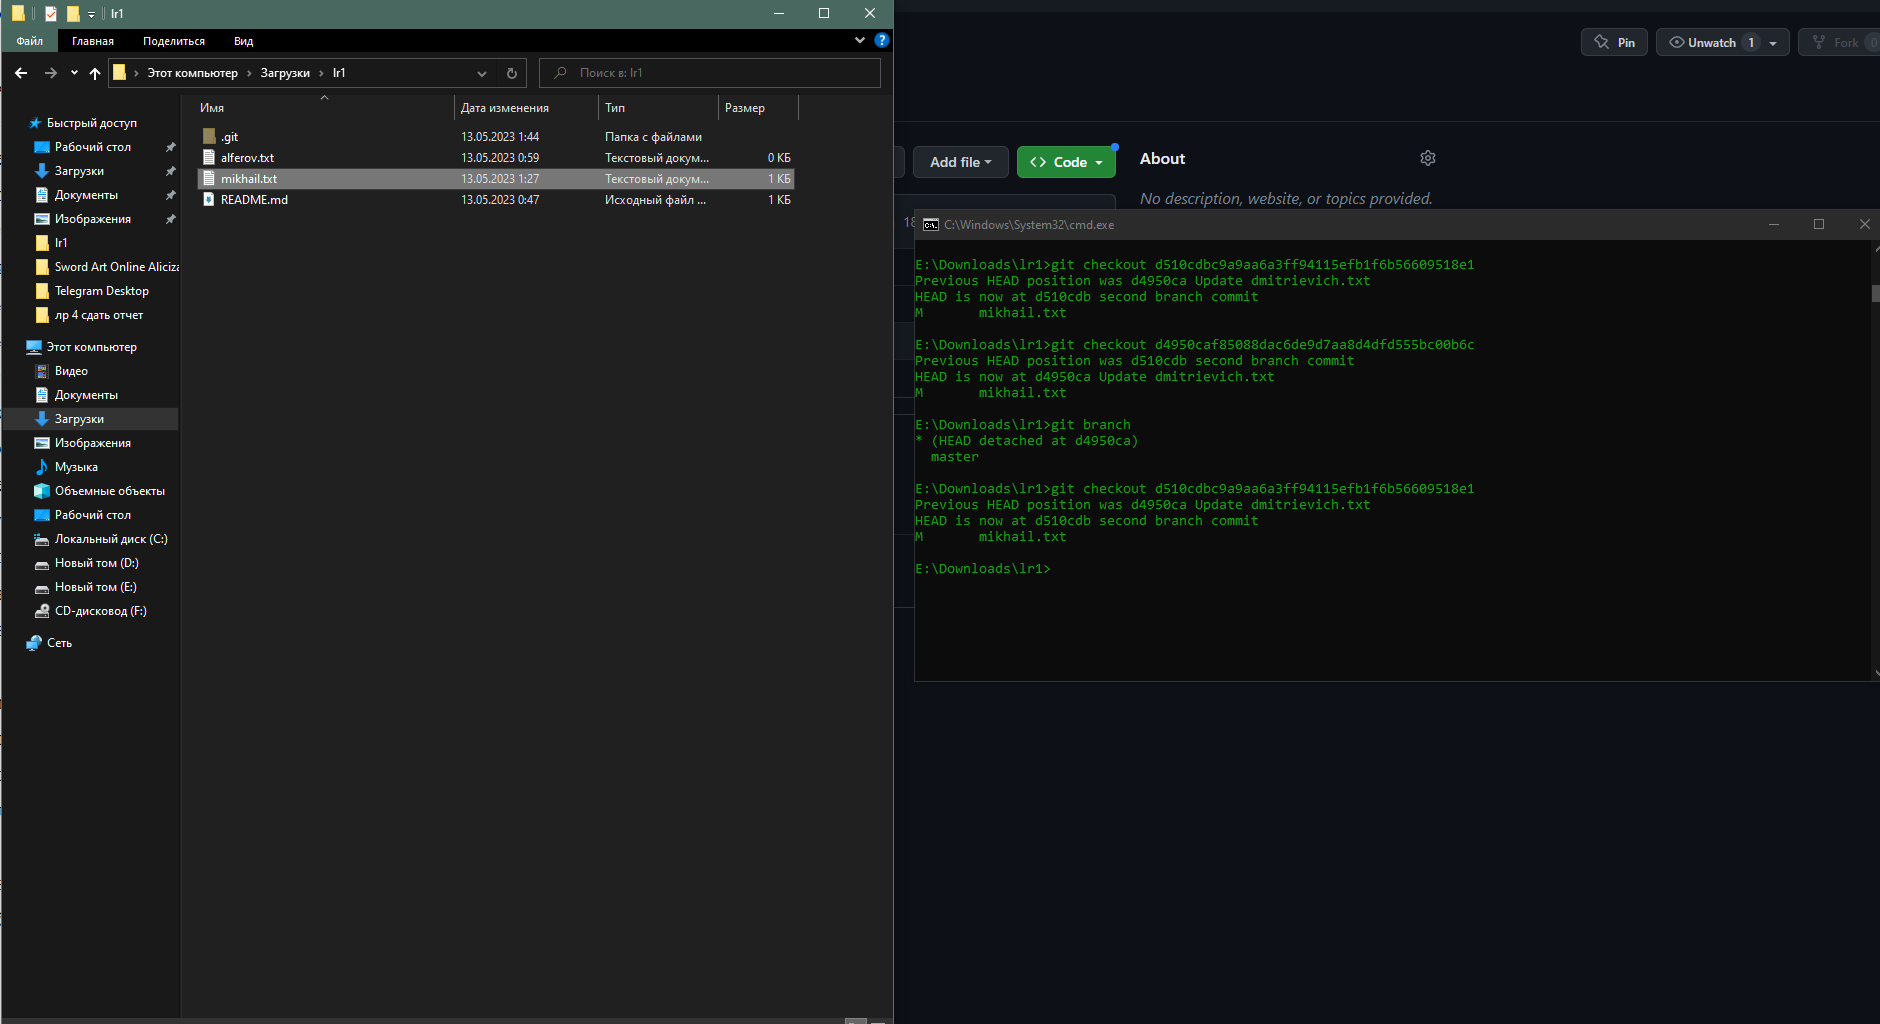 lr1
Файл Главная Поделиться Вид
Этот компьютер Загрузки lr1
Поиск в: lr1
Имя Дата изменения Тип Размер
.git 13.05.2023 1:44 Папка с файлами
alferov.txt 13.05.2023 0:59 Текстовый докум... 0 КБ
mikhail.txt 13.05.2023 1:27 Текстовый докум... 1 КБ
README.md 13.05.2023 0:47 Исходный файл ... 1 КБ
Быстрый доступ
Рабочий стол
Загрузки
Документы
Изображения
lr1
Sword Art Online Aliciza
Telegram Desktop
лр 4 сдать отчет
Этот компьютер
Видео
Документы
Загрузки
Изображения
Музыка
Объемные объекты
Рабочий стол
Локальный диск (C:)
Новый том (D:)
Новый том (E:)
CD-дисковод (F:)
Сеть
Pin Unwatch 1 Fork 0
Add file Code About
No description, website, or topics provided.
18
C:\Windows\System32\cmd.exe
E:\Downloads\lr1>git checkout d510cdbc9a9aa6a3ff94115efb1f6b56609518e1
Previous HEAD position was d4950ca Update dmitrievich.txt
HEAD is now at d510cdb second branch commit
M mikhail.txt
E:\Downloads\lr1>git checkout d4950caf85088dac6de9d7aa8d4dfd555bc00b6c
Previous HEAD position was d510cdb second branch commit
HEAD is now at d4950ca Update dmitrievich.txt
M mikhail.txt
E:\Downloads\lr1>git branch
* (HEAD detached at d4950ca)
master
E:\Downloads\lr1>git checkout d510cdbc9a9aa6a3ff94115efb1f6b56609518e1
Previous HEAD position was d4950ca Update dmitrievich.txt
HEAD is now at d510cdb second branch commit
M mikhail.txt
E:\Downloads\lr1>